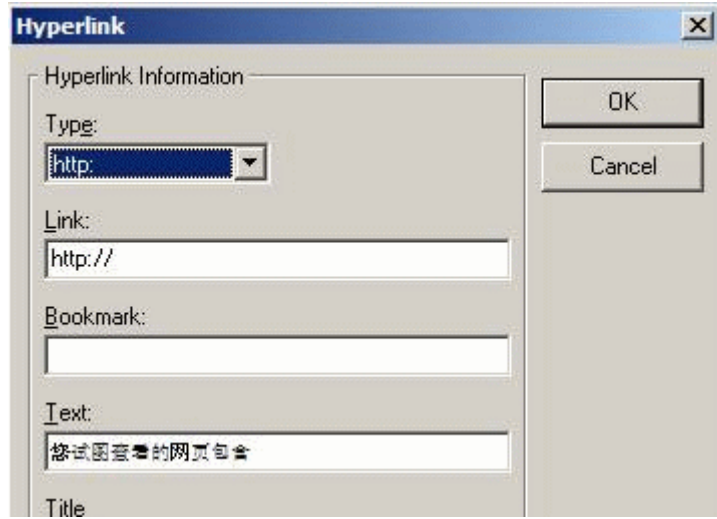 Hyperlink
Hyperlink Information
OK
Type:
http:
Cancel
Link:
http://
Bookmark:
Text:
您试图查看的网页包含
Title